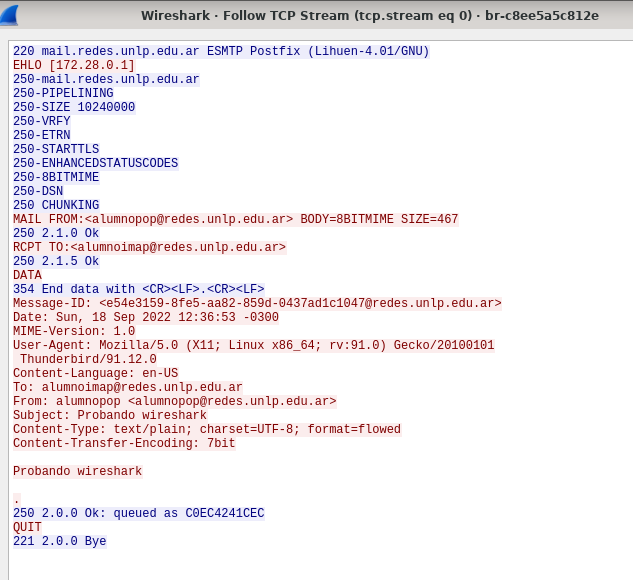 Wireshark · Follow TCP Stream (tcp.stream eq 0) · br-c8ee5a5c812e
220 mail.redes.unlp.edu.ar ESMTP Postfix (Lihuen-4.01/GNU)
EHLO [172.28.0.1]
250-mail.redes.unlp.edu.ar
250-PIPELINING
250-SIZE 10240000
250-VRFY
250-ETRN
250-STARTTLS
250-ENHANCEDSTATUSCODES
250-8BITMIME
250-DSN
250 CHUNKING
MAIL FROM:<alumnopop@redes.unlp.edu.ar> BODY=8BITMIME SIZE=467
250 2.1.0 Ok
RCPT TO:<alumnoimap@redes.unlp.edu.ar>
250 2.1.5 Ok
DATA
354 End data with <CR><LF>.<CR><LF>
Message-ID: <e54e3159-8fe5-aa82-859d-0437ad1c1047@redes.unlp.edu.ar>
Date: Sun, 18 Sep 2022 12:36:53 -0300
MIME-Version: 1.0
User-Agent: Mozilla/5.0 (X11; Linux x86_64; rv:91.0) Gecko/20100101
 Thunderbird/91.12.0
Content-Language: en-US
To: alumnoimap@redes.unlp.edu.ar
From: alumnopop <alumnopop@redes.unlp.edu.ar>
Subject: Probando wireshark
Content-Type: text/plain; charset=UTF-8; format=flowed
Content-Transfer-Encoding: 7bit
Probando wireshark
.
250 2.0.0 Ok: queued as C0EC4241CEC
QUIT
221 2.0.0 Bye